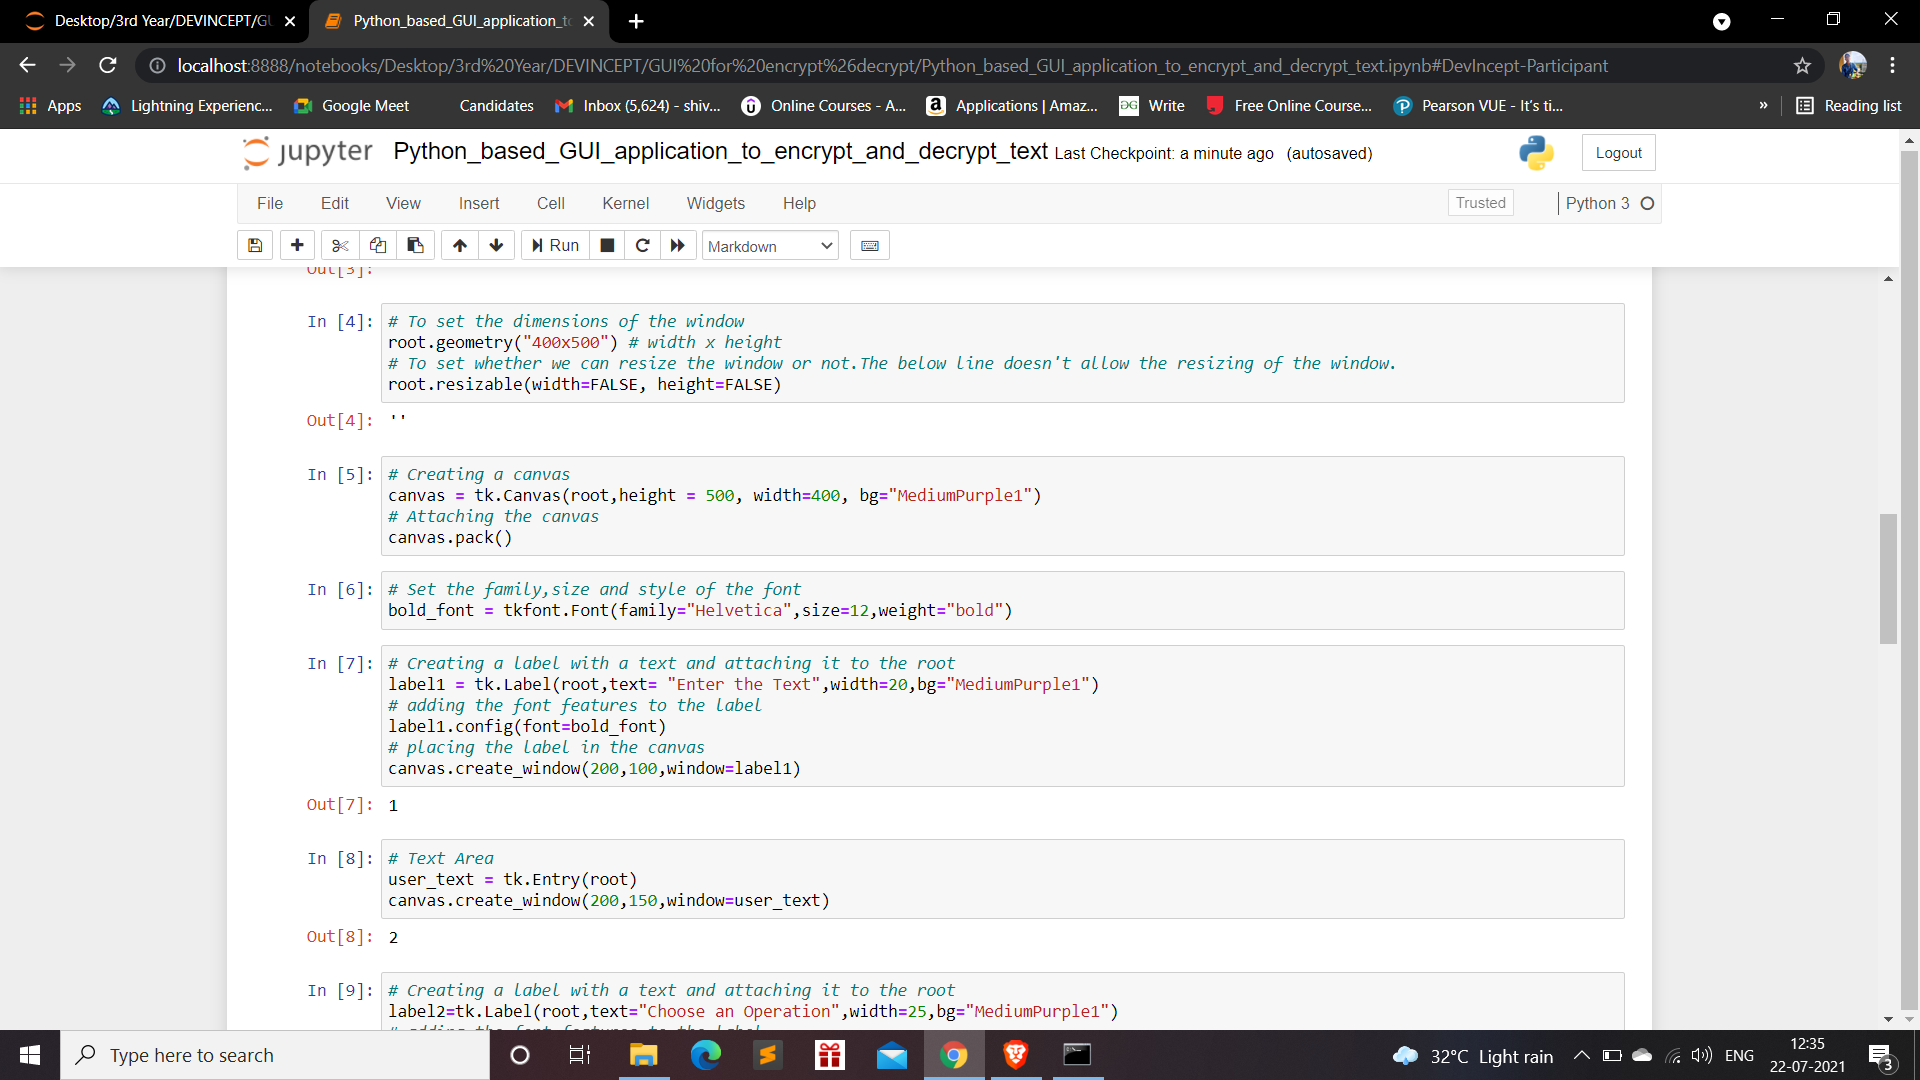 Desktop/3rd Year/DEVINCEPT/GU
Python_based_GUI_application_to
localhost:8888/notebooks/Desktop/3rd%20Year/DEVINCEPT/GUI%20for%20encrypt%26decrypt/Python_based_GUI_application_to_encrypt_and_decrypt_text.ipynb#DevIncept-Participant
Apps Lightning Experienc... Google Meet Candidates Inbox (5,624) - shiv... Online Courses - A... Applications | Amaz... Write Free Online Course... Pearson VUE - It's ti... » Reading list
jupyter Python_based_GUI_application_to_encrypt_and_decrypt_text Last Checkpoint: a minute ago (autosaved) Logout
File Edit View Insert Cell Kernel Widgets Help Trusted Python 3
Run Markdown
Out[3]:
In [4]: # To set the dimensions of the window
root.geometry("400x500") # width x height
# To set whether we can resize the window or not.The below line doesn't allow the resizing of the window.
root.resizable(width=FALSE, height=FALSE)
Out[4]: ''
In [5]: # Creating a canvas
canvas = tk.Canvas(root,height = 500, width=400, bg="MediumPurple1")
# Attaching the canvas
canvas.pack()
In [6]: # Set the family,size and style of the font
bold_font = tkfont.Font(family="Helvetica",size=12,weight="bold")
In [7]: # Creating a label with a text and attaching it to the root
label1 = tk.Label(root,text= "Enter the Text",width=20,bg="MediumPurple1")
# adding the font features to the label
label1.config(font=bold_font)
# placing the label in the canvas
canvas.create_window(200,100,window=label1)
Out[7]: 1
In [8]: # Text Area
user_text = tk.Entry(root)
canvas.create_window(200,150,window=user_text)
Out[8]: 2
In [9]: # Creating a label with a text and attaching it to the root
label2=tk.Label(root,text="Choose an Operation",width=25,bg="MediumPurple1")
# adding the font features to the label
Type here to search 32°C Light rain ENG 12:35
22-07-2021 3